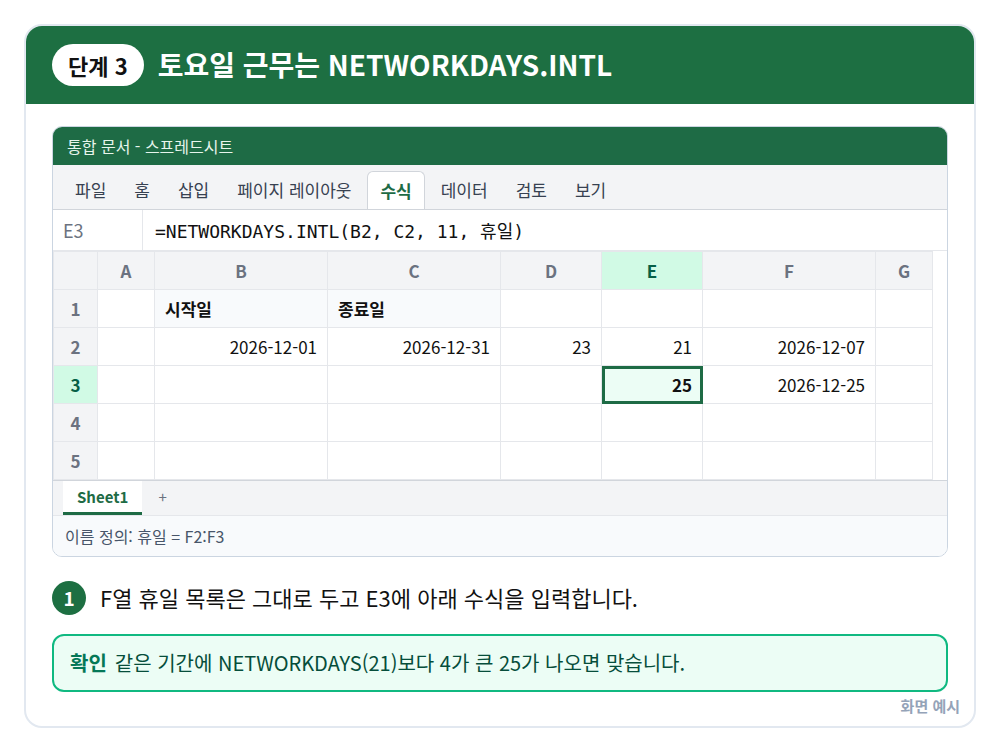 단계 3 토요일 근무는 NETWORKDAYS.INTL
통합 문서 - 스프레드시트
파일 홈 삽입 페이지 레이아웃 수식 데이터 검토 보기
E3 =NETWORKDAYS.INTL(B2, C2, 11, 휴일)
A B C D E F G
1 시작일 종료일
2 2026-12-01 2026-12-31 23 21 2026-12-07
3 25 2026-12-25
4
5
Sheet1 +
이름 정의: 휴일 = F2:F3
1 F열 휴일 목록은 그대로 두고 E3에 아래 수식을 입력합니다.
확인 같은 기간에 NETWORKDAYS(21)보다 4가 큰 25가 나오면 맞습니다.
화면 예시